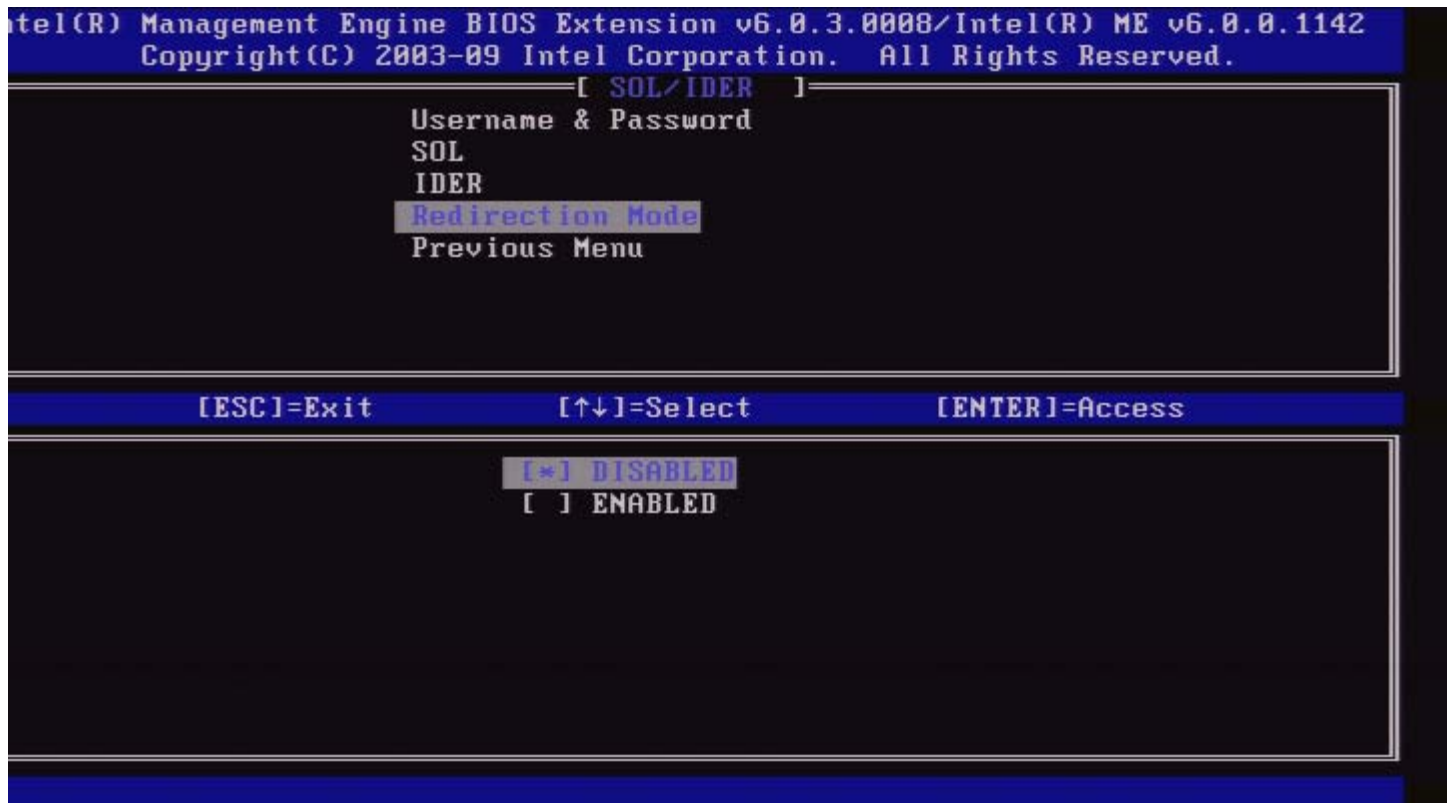 tel(R) Management Engine BIOS Extension v6.0.3.0008/Intel(R) ME v6.0.0.1142
Copyright(C) 2003-09 Intel Corporation. All Rights Reserved.
[ SOL/IDER ]
Username & Password
SOL
IDER
Redirection Mode
Previous Menu
[ESC]=Exit [↑↓]=Select [ENTER]=Access
[*] DISABLED
[ ] ENABLED